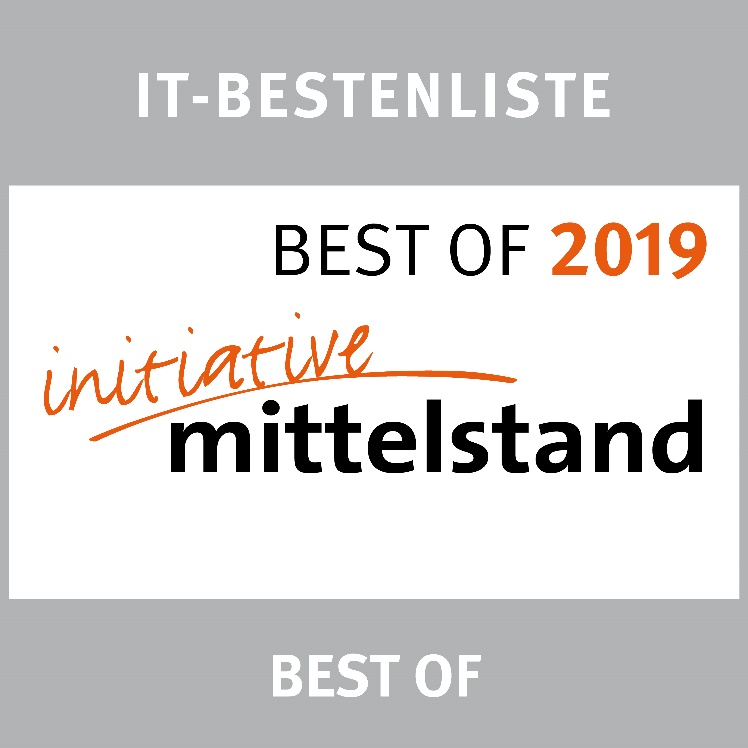 IT-BESTENLISTE
BEST OF 2019
initiative
mittelstand
BEST OF